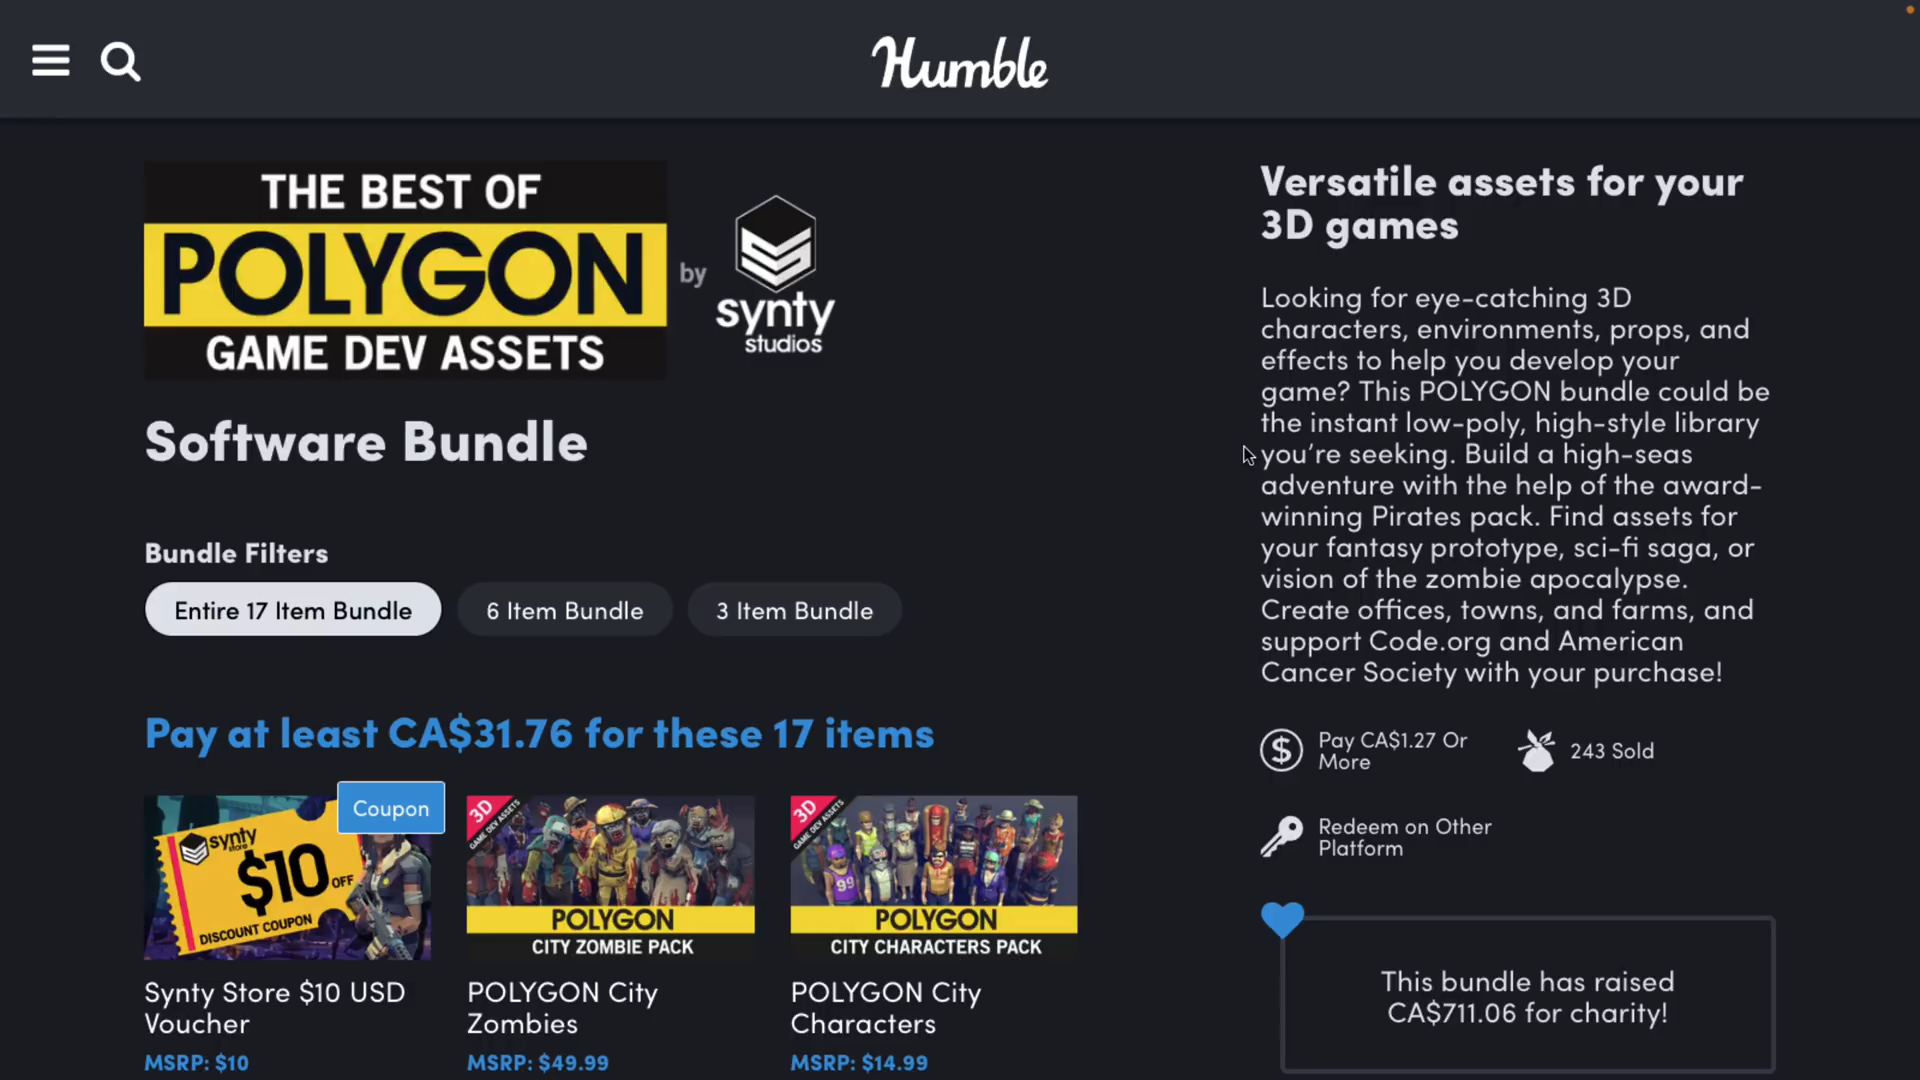 Humble
THE BEST OF
POLYGON
GAME DEV ASSETS
by
synty
studios
Software Bundle
Bundle Filters
Entire 17 Item Bundle
6 Item Bundle
3 Item Bundle
Pay at least CA$31.76 for these 17 items
synty
store
$10 OFF
DISCOUNT COUPON
Coupon
Synty Store $10 USD
Voucher
MSRP: $10
3D
GAME DEV ASSETS
POLYGON
CITY ZOMBIE PACK
POLYGON City
Zombies
MSRP: $49.99
3D
GAME DEV ASSETS
99
POLYGON
CITY CHARACTERS PACK
POLYGON City
Characters
MSRP: $14.99
Versatile assets for your
3D games
Looking for eye-catching 3D
characters, environments, props, and
effects to help you develop your
game? This POLYGON bundle could be
the instant low-poly, high-style library
you’re seeking. Build a high-seas
adventure with the help of the award-
winning Pirates pack. Find assets for
your fantasy prototype, sci-fi saga, or
vision of the zombie apocalypse.
Create offices, towns, and farms, and
support Code.org and American
Cancer Society with your purchase!
$
Pay CA$1.27 Or
More
243 Sold
Redeem on Other
Platform
This bundle has raised
CA$711.06 for charity!